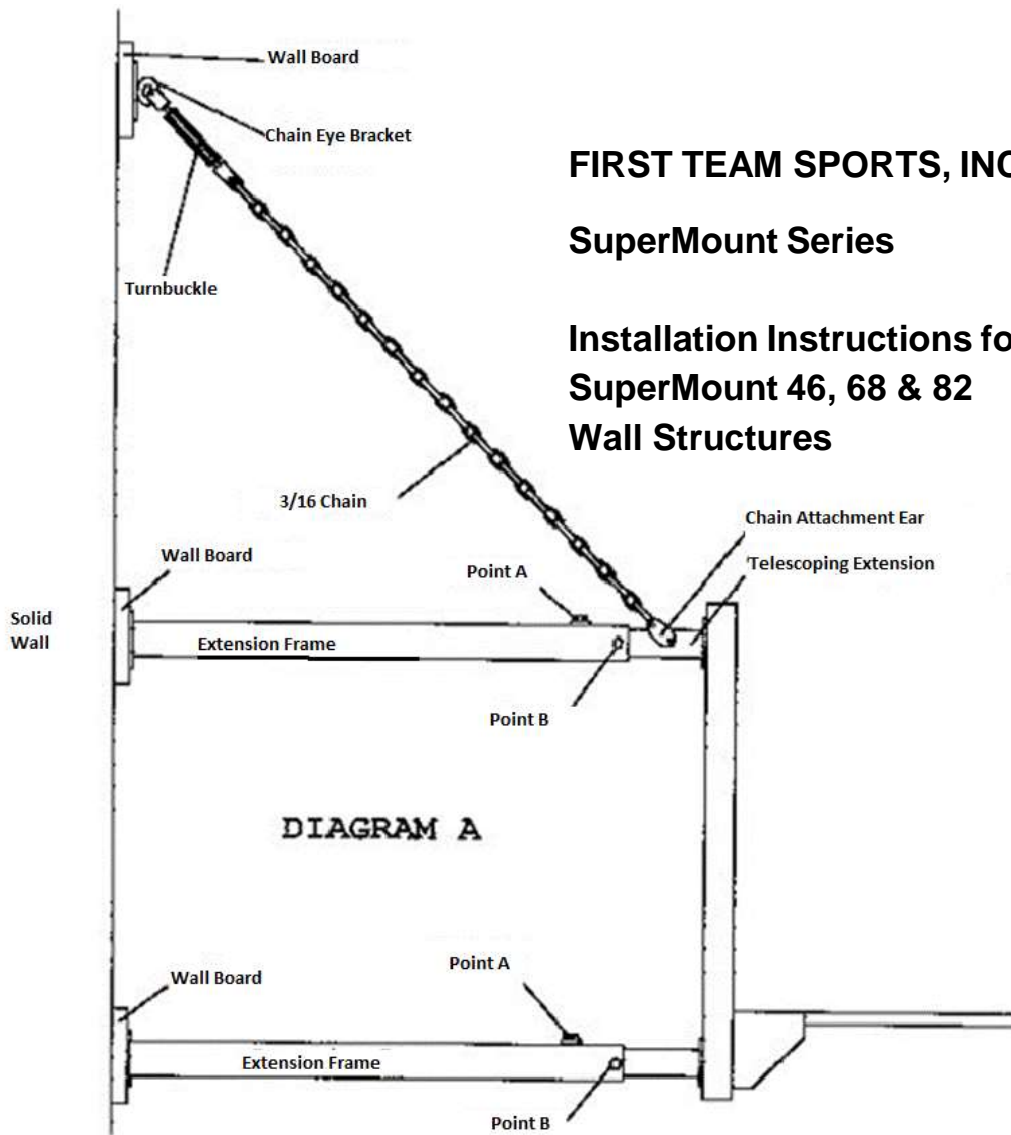 Wall Board
Chain Eye Bracket
FIRST TEAM SPORTS, INC
SuperMount Series
Turnbuckle
Installation Instructions fo
SuperMount 46, 68 & 82
Wall Structures
3/16 Chain
Chain Attachment Ear
Wall Board
Point A
Telescoping Extension
Solid
Wall
Extension Frame
Point B
DIAGRAM A
Wall Board
Point A
Extension Frame
Point B